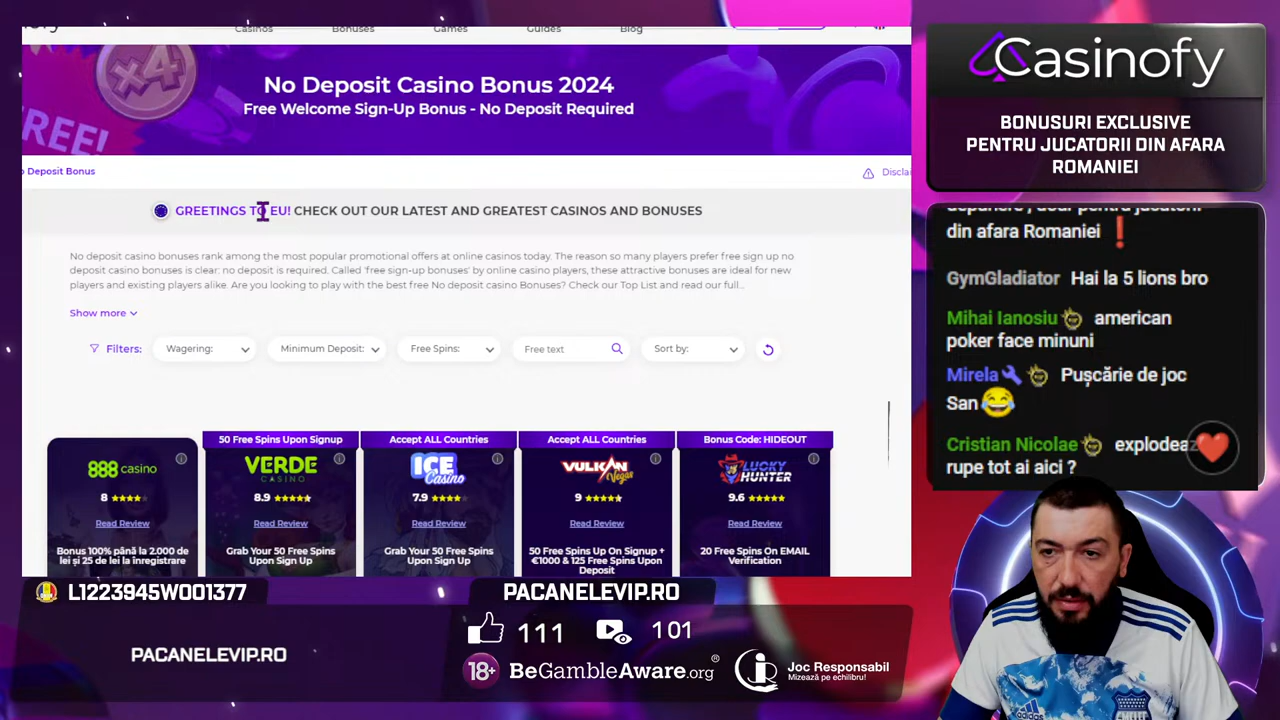 Casinos Bonuses Games Guides Blog
x4
FREE!
No Deposit Casino Bonus 2024
Free Welcome Sign-Up Bonus - No Deposit Required
Deposit Bonus
GREETINGS TO EU! CHECK OUT OUR LATEST AND GREATEST CASINOS AND BONUSES
No deposit casino bonuses rank among the most popular promotional offers at online casinos today. The reason so many players prefer free sign up no
deposit casino bonuses is clear: no deposit is required. Called 'free sign-up bonuses' by online casino players, these attractive bonuses are ideal for new
players and existing players alike. Are you looking to play with the best free No deposit casino Bonuses? Check our Top List and read our full...
Show more
Filters: Wagering: Minimum Deposit: Free Spins: Free text Sort by:
888casino
8
Read Review
Bonus 100% până la 2.000 de
lei și 25 de lei la înregistrare
50 Free Spins Upon Signup
VERDE
CASINO
8.9
Read Review
Grab Your 50 Free Spins
Upon Sign Up
Accept ALL Countries
ICE
Casino
7.9
Read Review
Grab Your 50 Free Spins
Upon Sign Up
Accept ALL Countries
VULKAN
Vegas
9
Read Review
50 Free Spins Up On Signup +
€1000 & 125 Free Spins Upon
Deposit
Bonus Code: HIDEOUT
LUCKY
HUNTER
9.6
Read Review
20 Free Spins On EMAIL
Verification
Casinofy
BONUSURI EXCLUSIVE
PENTRU JUCATORII DIN AFARA
ROMANIEI
din afara Romaniei ❗
GymGladiator Hai la 5 lions bro
Mihai Ianosiu american
poker face minuni
Mirela Pușcărie de joc
San 😂
Cristian Nicolae
rupe tot ai aici ?
L1223945W001377
PACANELEVIP.RO
PACANELEVIP.RO
111 101
18+ BeGambleAware.org®
Joc Responsabil
Mizează pe echilibru!